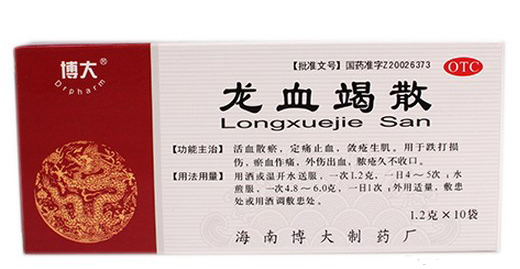 博大®
Drpharm
【批准文号】国药准字Z20026373
OTC
龙血竭散
Longxuejie San
【功能主治】活血散瘀，定痛止血，敛疮生肌。用于跌打损
伤，瘀血作痛，外伤出血，脓疮久不收口。
【用法用量】用酒或温开水送服，一次1.2克，一日4～5次；水
煎服，一次4.8～6.0克，一日1次；外用适量，敷患
处或用酒调敷患处。
1.2克×10袋
海南博大制药厂